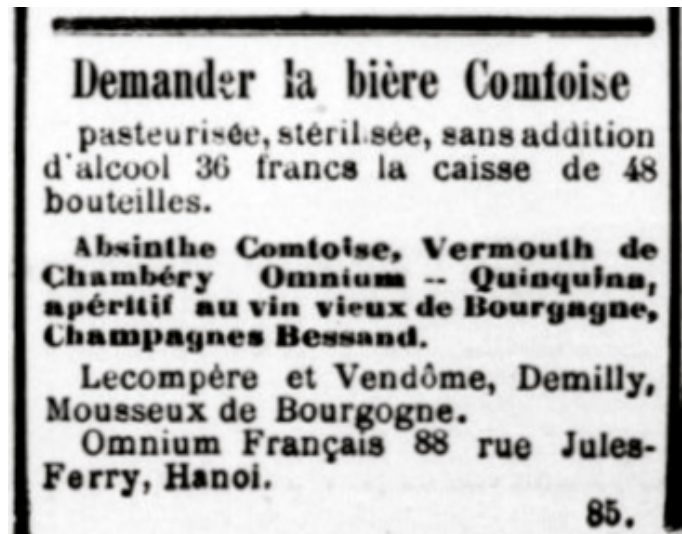 Demander la bière Comtoise
pasteurisée, stérilisée, sans addition
d'alcool 36 francs la caisse de 48
bouteilles.
Absinthe Comtoise, Vermouth de
Chambéry Omnium -- Quinquina,
apéritif au vin vieux de Bourgagne,
Champagnes Bessand.
Lecompère et Vendôme, Demilly,
Mousseux de Bourgogne.
Omnium Français 88 rue Jules-
Ferry, Hanoi.
85.